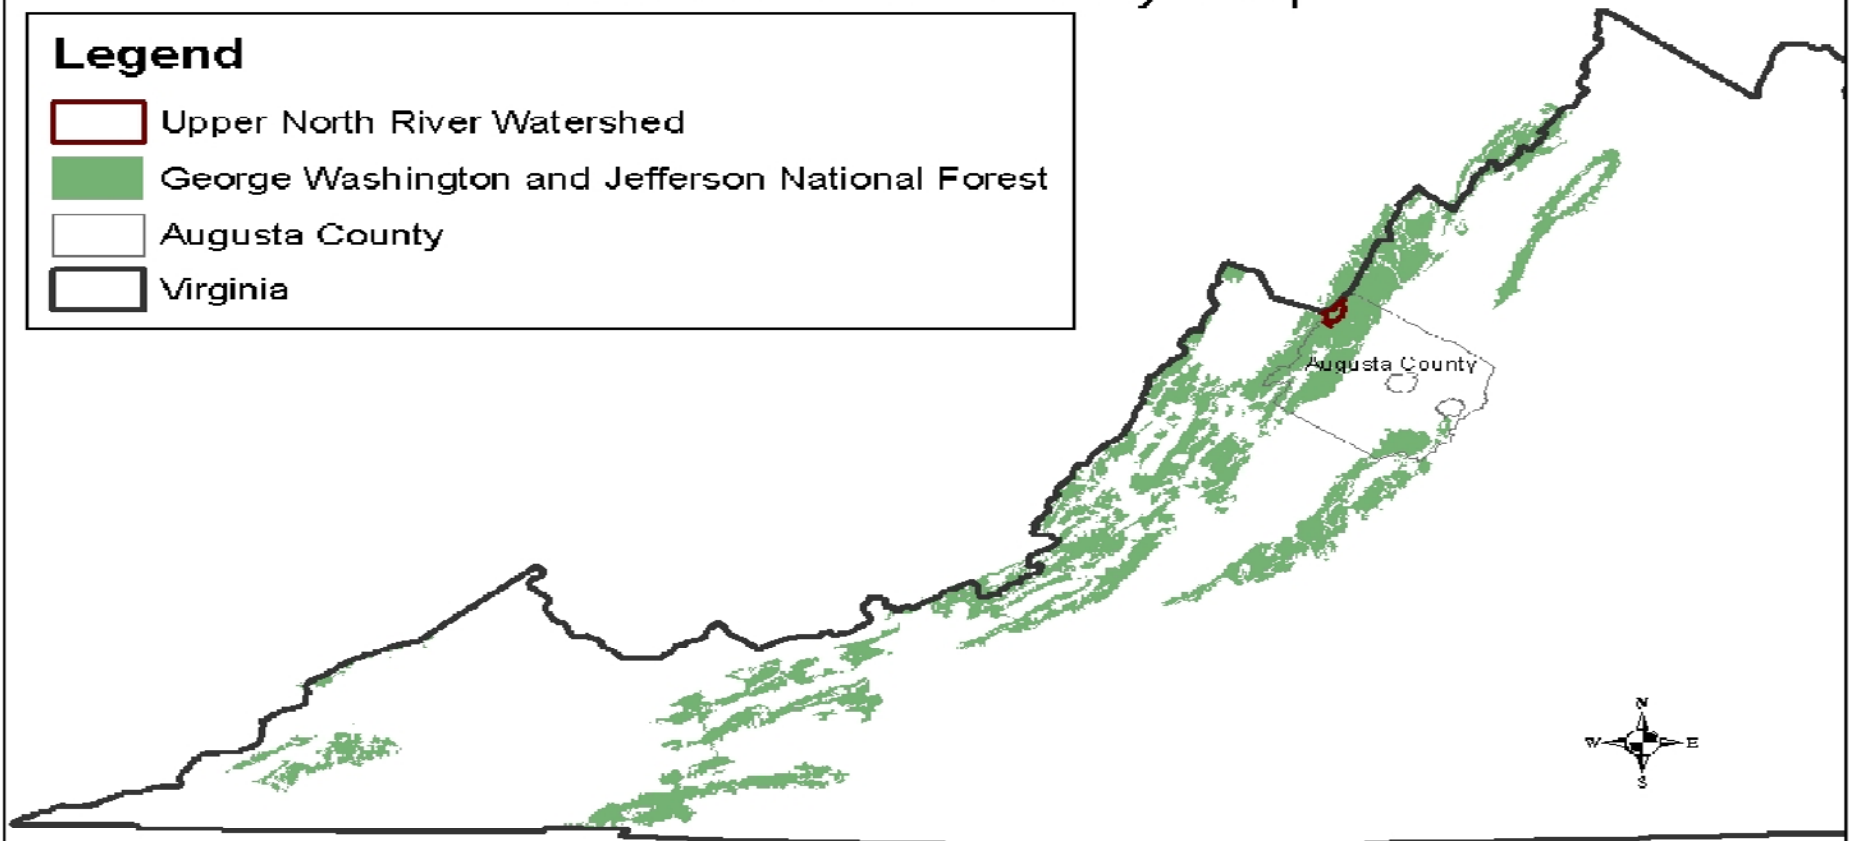 Legend
Upper North River Watershed
George Washington and Jefferson National Forest
Augusta County
Virginia
Augusta County
N
W E
S